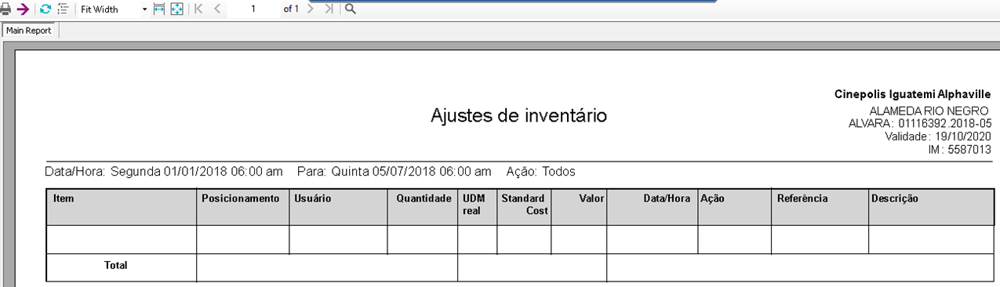 Fit Width 1 of 1
Main Report
Cinepolis Iguatemi Alphaville
Ajustes de inventário
ALAMEDA RIO NEGRO
ALVARA: 01116392.2018-05
Validade: 19/10/2020
IM: 5587013
Data/Hora: Segunda 01/01/2018 06:00 am Para: Quinta 05/07/2018 06:00 am Ação: Todos
Item Posicionamento Usuário Quantidade UDM real Standard Cost Valor Data/Hora Ação Referência Descrição
Total